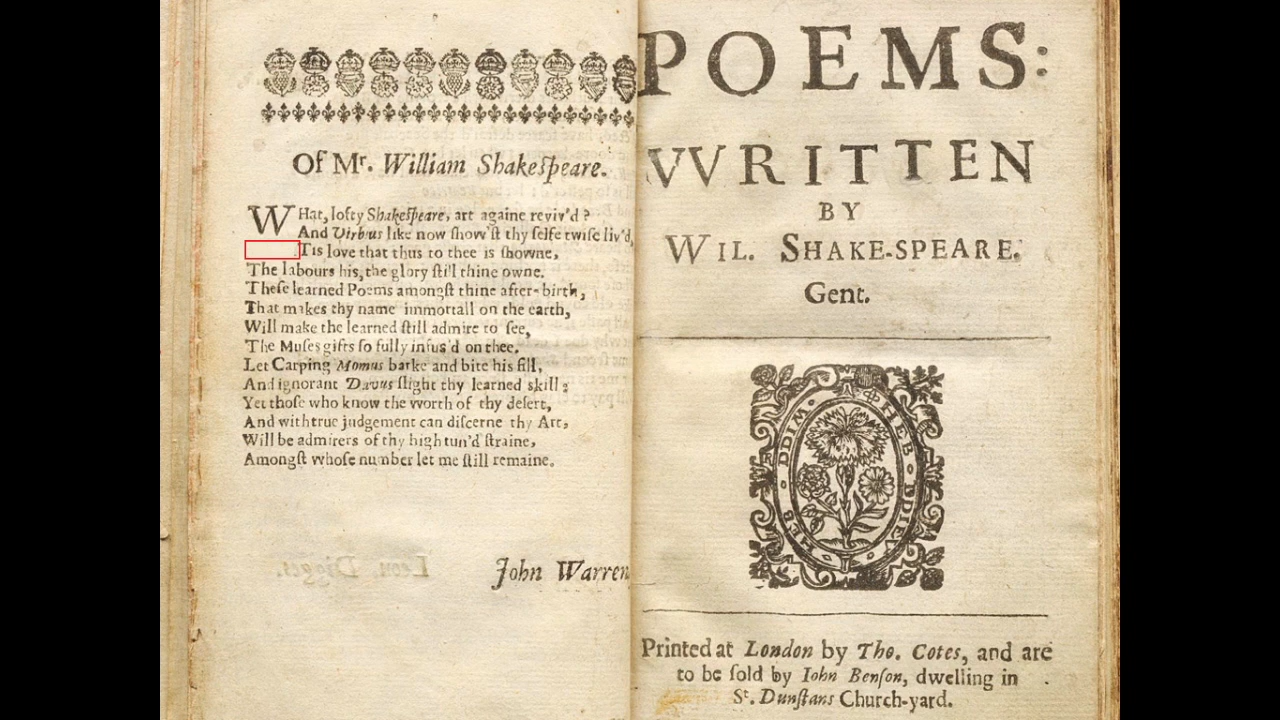 Of Mr. William Shakeſpeare.
WHat, lofty Shakeſpeare, art againe reviv'd?
And Virbius like now ſhow'ſt thy ſelfe twiſe liv'd,
Tis love that thus to thee is ſhowne,
The labours his, the glory ſtill thine owne.
Theſe learned Poems amongſt thine after-birth,
That makes thy name immortall on the earth,
Will make the learned ſtill admire to ſee,
The Muſes gifts ſo fully infus'd on thee.
Let Carping Momus barke and bite his fill,
And ignorant Davus ſlight thy learned skill:
Yet thoſe who know the worth of thy deſert,
And with true judgement can diſcerne thy Art,
Will be admirers of thy high tun'd ſtraine,
Amongſt whoſe number let me ſtill remaine.
John Warren
Leon. Digges.
POEMS:
VVRITTEN
BY
WIL. SHAKE-SPEARE.
Gent.
HEB DDIM HEB DDIEV
Printed at London by Tho. Cotes, and are
to be ſold by Iohn Benſon, dwelling in
St. Dunſtans Church-yard.